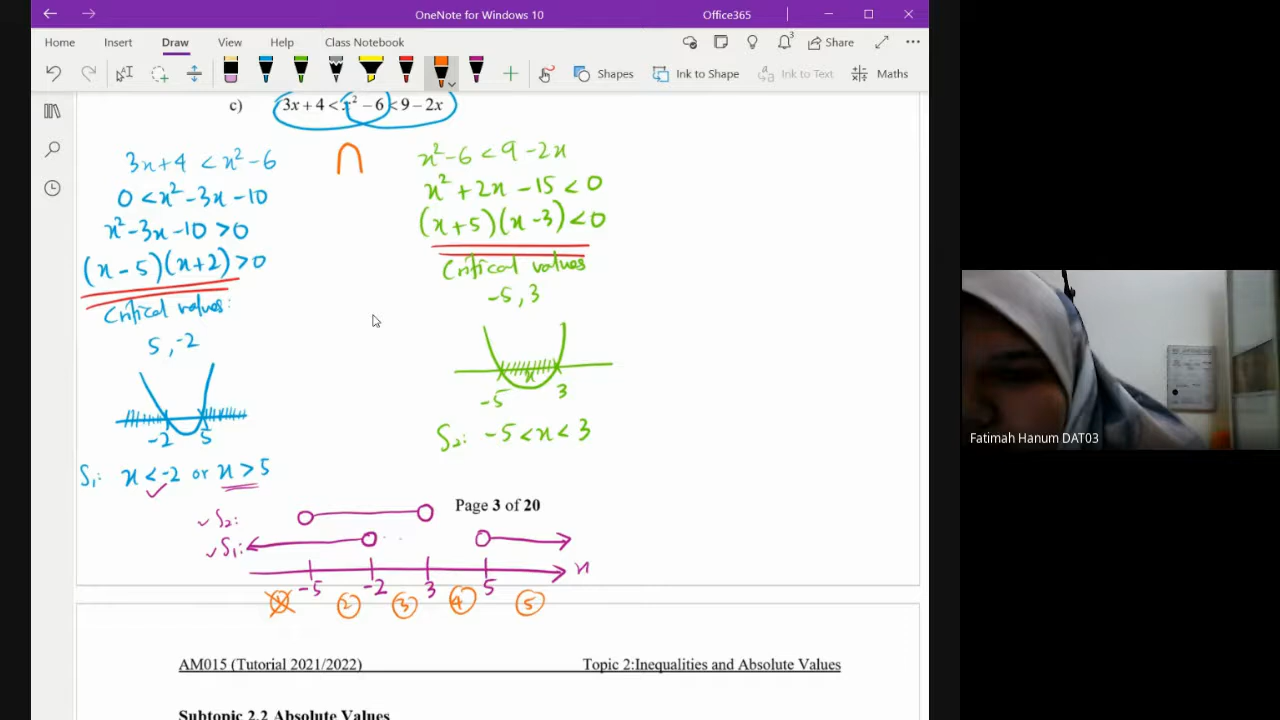 OneNote for Windows 10
Office365
Home Insert Draw View Help Class Notebook
Share
Shapes Ink to Shape Ink to Text Maths
c) 3x + 4 < x² − 6 < 9 − 2x
3x+4 < x²-6
0 < x²-3x-10
x²-3x-10 > 0
(x-5)(x+2) > 0
Critical values:
5, -2
-2 5
S₁: x < -2 or x > 5
∩
x²-6 < 9-2x
x²+2x-15 < 0
(x+5)(x-3) < 0
Critical values
-5, 3
x
-5 3
S₂: -5 < x < 3
Page 3 of 20
✓S₂:
✓S₁:
-5 -2 3 5 x
① ② ③ ④ ⑤
AM015 (Tutorial 2021/2022) Topic 2:Inequalities and Absolute Values
Subtopic 2.2 Absolute Values
Fatimah Hanum DAT03